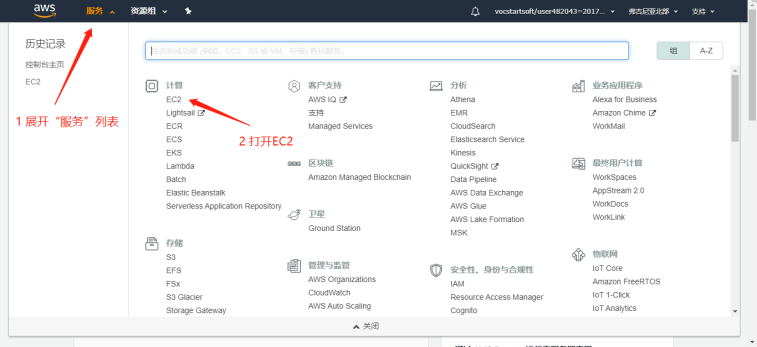 aws 服务 资源组 vocstartsoft/user482043=2017... 弗吉尼亚北部 支持
历史记录
控制台主页
EC2
按名称或功能 (例如, EC2、S3 或 VM、存储) 查找服务。
组 A-Z
1 展开“服务”列表
2 打开EC2
计算
EC2
Lightsail
ECR
ECS
EKS
Lambda
Batch
Elastic Beanstalk
Serverless Application Repository
存储
S3
EFS
FSx
S3 Glacier
Storage Gateway
客户支持
AWS IQ
支持
Managed Services
区块链
Amazon Managed Blockchain
卫星
Ground Station
管理与监管
AWS Organizations
CloudWatch
AWS Auto Scaling
分析
Athena
EMR
CloudSearch
Elasticsearch Service
Kinesis
QuickSight
Data Pipeline
AWS Data Exchange
AWS Glue
AWS Lake Formation
MSK
安全性、身份与合规性
IAM
Resource Access Manager
Cognito
业务应用程序
Alexa for Business
Amazon Chime
WorkMail
最终用户计算
WorkSpaces
AppStream 2.0
WorkDocs
WorkLink
物联网
IoT Core
Amazon FreeRTOS
IoT 1-Click
IoT Analytics
关闭